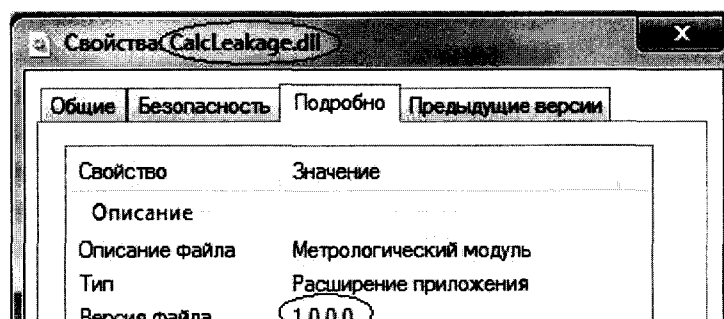 Свойства: CalcLeakage.dll
Общие Безопасность Подробно Предыдущие версии
Свойство Значение
Описание
Описание файла Метрологический модуль
Тип Расширение приложения
Версия файла 1.0.0.0